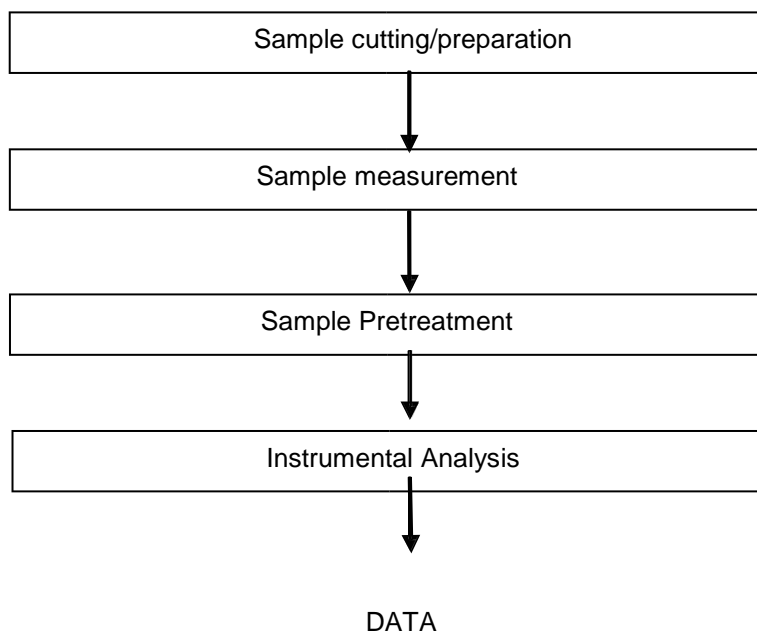 Sample cutting/preparation
Sample measurement
Sample Pretreatment
Instrumental Analysis
DATA